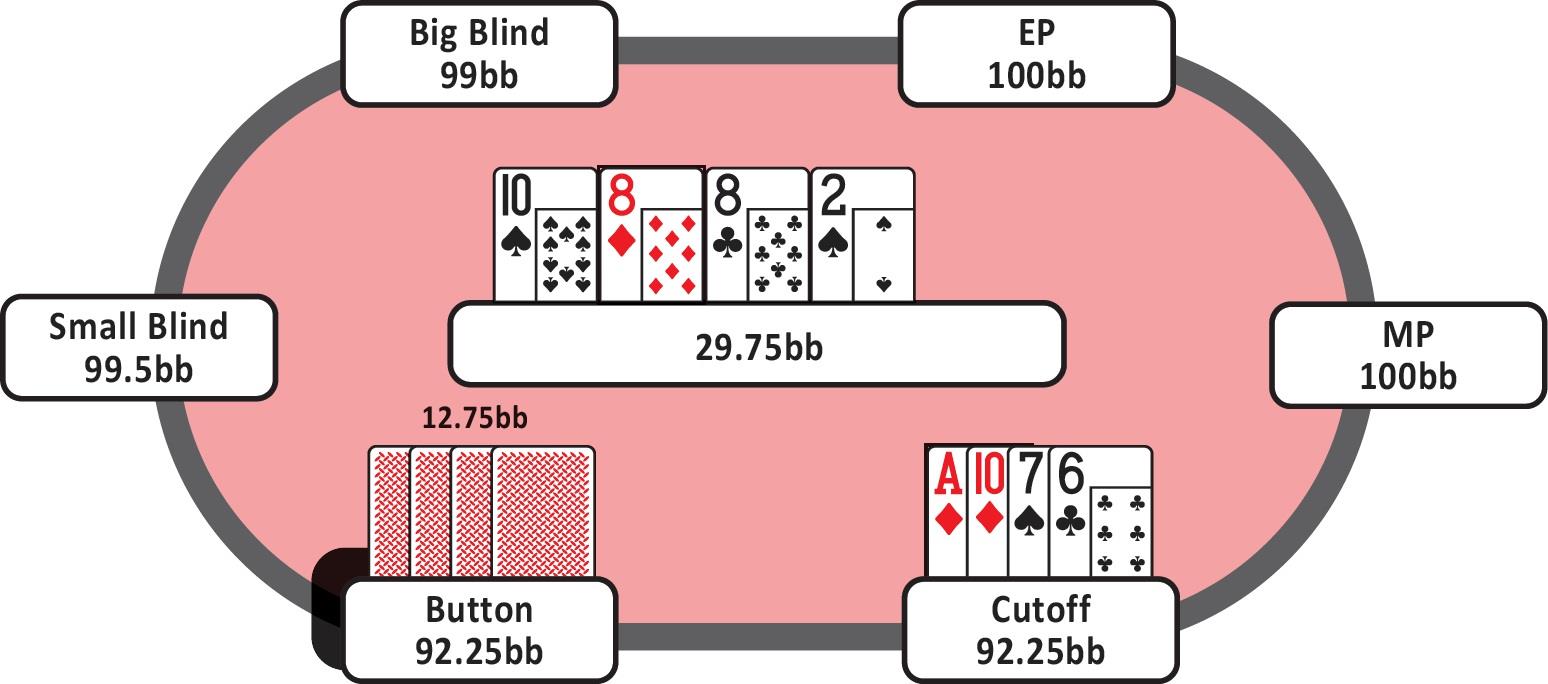 Big Blind
99bb
EP
100bb
10 8 8 2
Small Blind
99.5bb
29.75bb
MP
100bb
12.75bb
A 10 7 6
Button
92.25bb
Cutoff
92.25bb